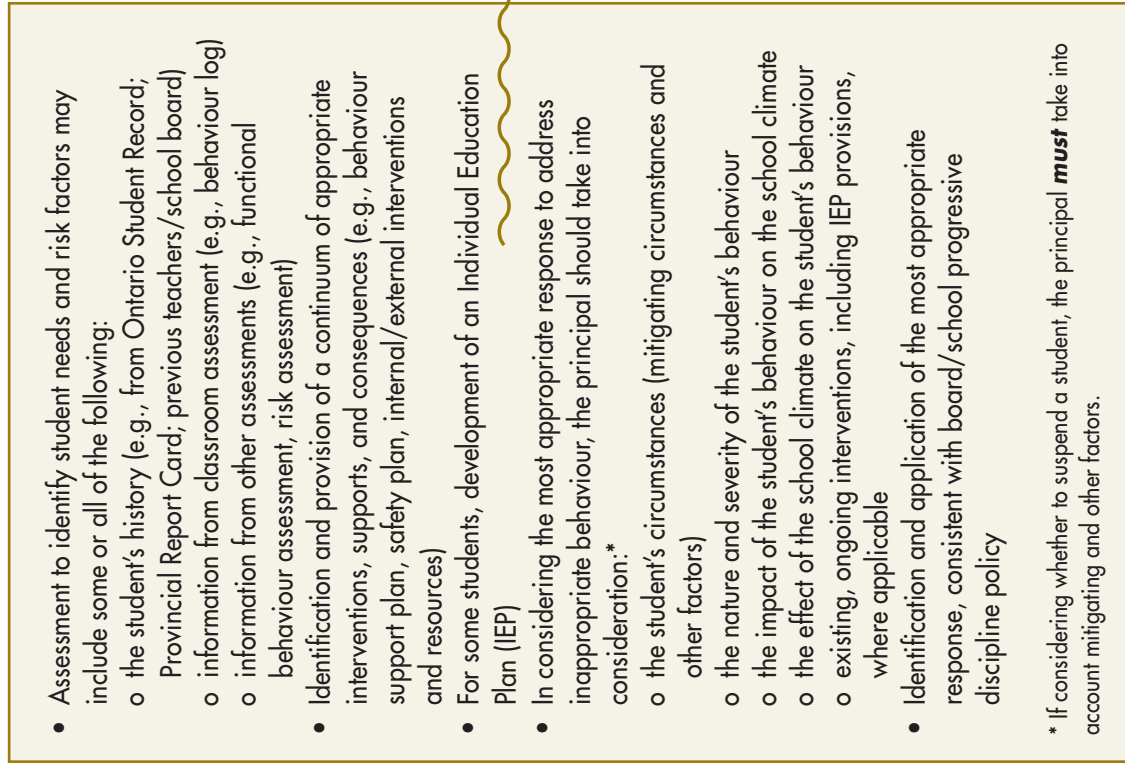 • Assessment to identify student needs and risk factors may
include some or all of the following:
o the student's history (e.g., from Ontario Student Record;
Provincial Report Card; previous teachers/school board)
o information from classroom assessment (e.g., behaviour log)
o information from other assessments (e.g., functional
behaviour assessment, risk assessment)
• Identification and provision of a continuum of appropriate
interventions, supports, and consequences (e.g., behaviour
support plan, safety plan, internal/external interventions
and resources)
• For some students, development of an Individual Education
Plan (IEP)
• In considering the most appropriate response to address
inappropriate behaviour, the principal should take into
consideration:*
o the student's circumstances (mitigating circumstances and
other factors)
o the nature and severity of the student's behaviour
o the impact of the student's behaviour on the school climate
o the effect of the school climate on the student's behaviour
o existing, ongoing interventions, including IEP provisions,
where applicable
• Identification and application of the most appropriate
response, consistent with board/school progressive
discipline policy
* If considering whether to suspend a student, the principal must take into
account mitigating and other factors.